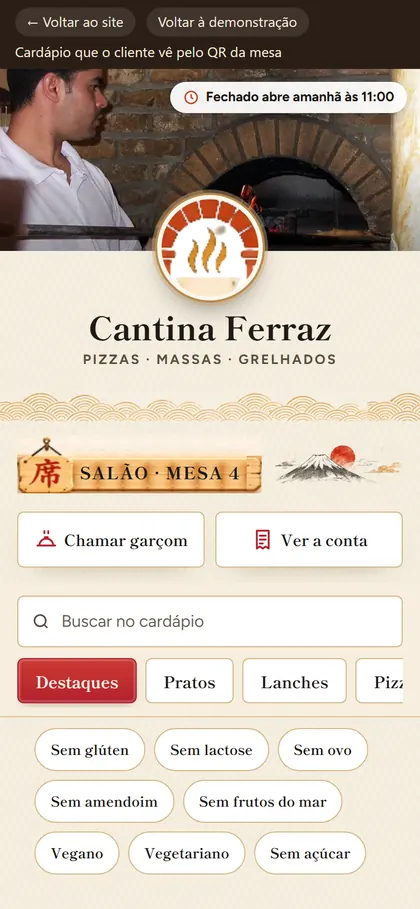 ← Voltar ao site
Voltar à demonstração
Cardápio que o cliente vê pelo QR da mesa
Fechado abre amanhã às 11:00
Cantina Ferraz
PIZZAS · MASSAS · GRELHADOS
席 SALÃO · MESA 4
Chamar garçom
Ver a conta
Buscar no cardápio
Destaques
Pratos
Lanches
Pizz
Sem glúten
Sem lactose
Sem ovo
Sem amendoim
Sem frutos do mar
Vegano
Vegetariano
Sem açúcar